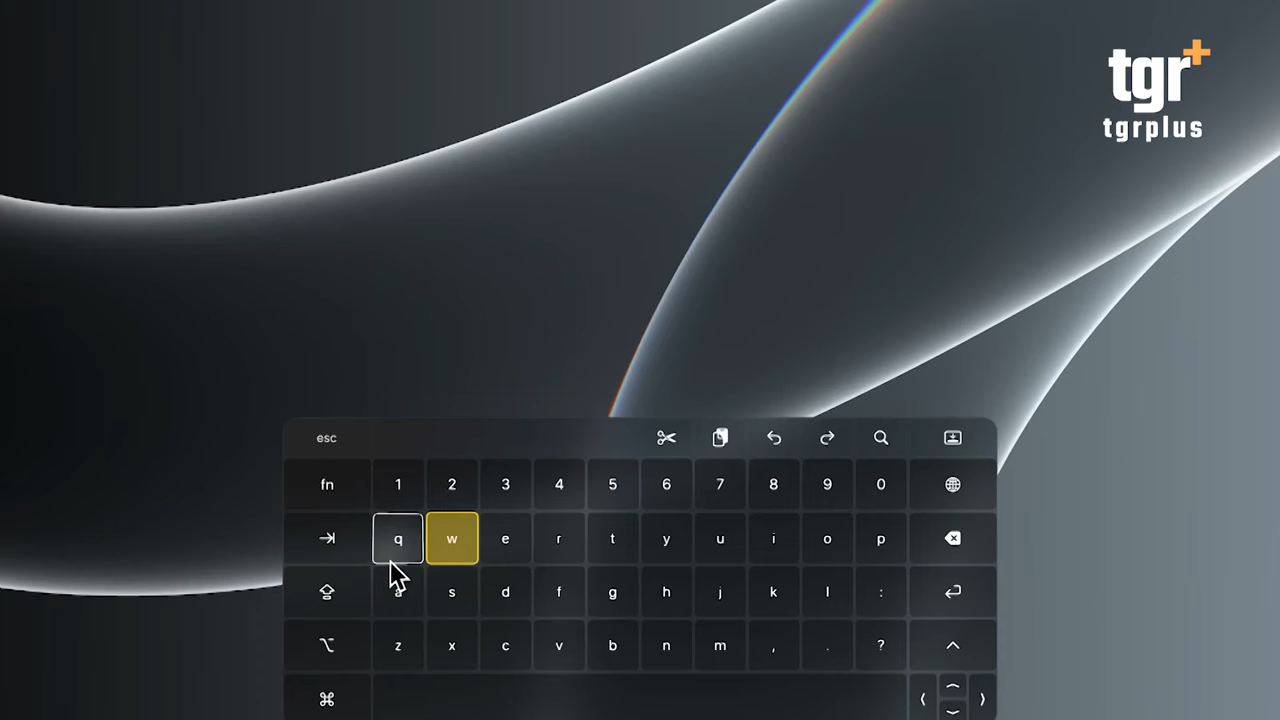 tgr+
tgrplus
esc
fn 1 2 3 4 5 6 7 8 9 0
q w e r t y u i o p
a s d f g h j k l :
z x c v b n m , . ?